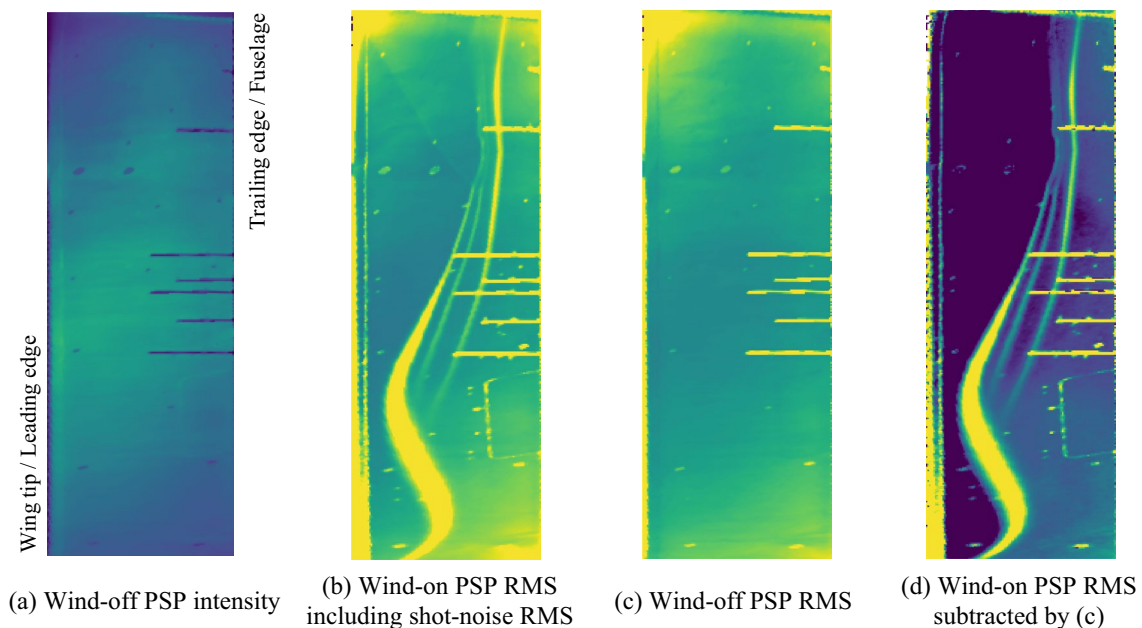 Wing tip / Leading edge
Trailing edge / Fuselage
(a) Wind-off PSP intensity
(b) Wind-on PSP RMS
including shot-noise RMS
(c) Wind-off PSP RMS
(d) Wind-on PSP RMS
subtracted by (c)